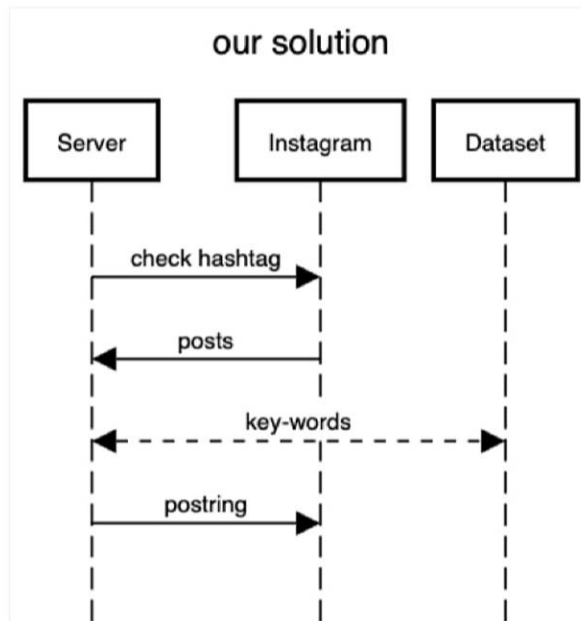 our solution
Server
Instagram
Dataset
check hashtag
posts
key-words
postring